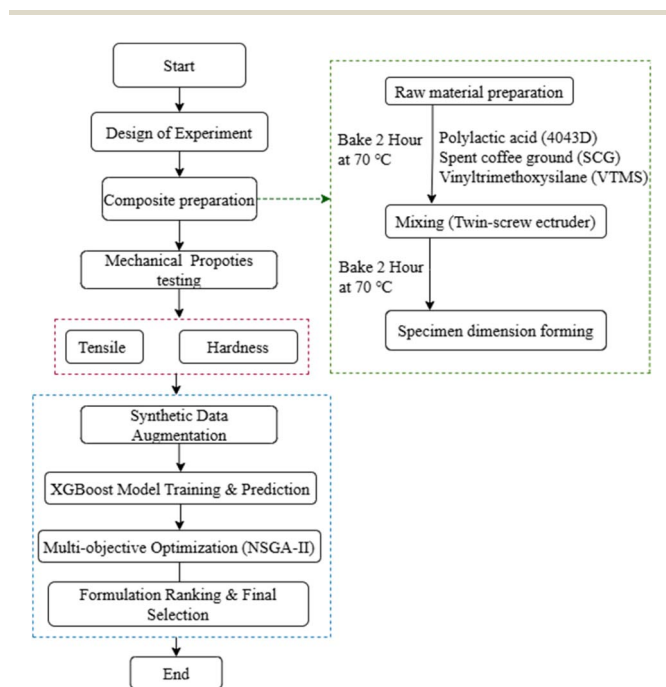 Start
Design of Experiment
Composite preparation
Mechanical Propoties
testing
Tensile
Hardness
Synthetic Data
Augmentation
XGBoost Model Training & Prediction
Multi-objective Optimization (NSGA-II)
Formulation Ranking & Final
Selection
End
Raw material preparation
Bake 2 Hour
at 70 °C
Polylactic acid (4043D)
Spent coffee ground (SCG)
Vinyltrimethoxysilane (VTMS)
Mixing (Twin-screw ectruder)
Bake 2 Hour
at 70 °C
Specimen dimension forming